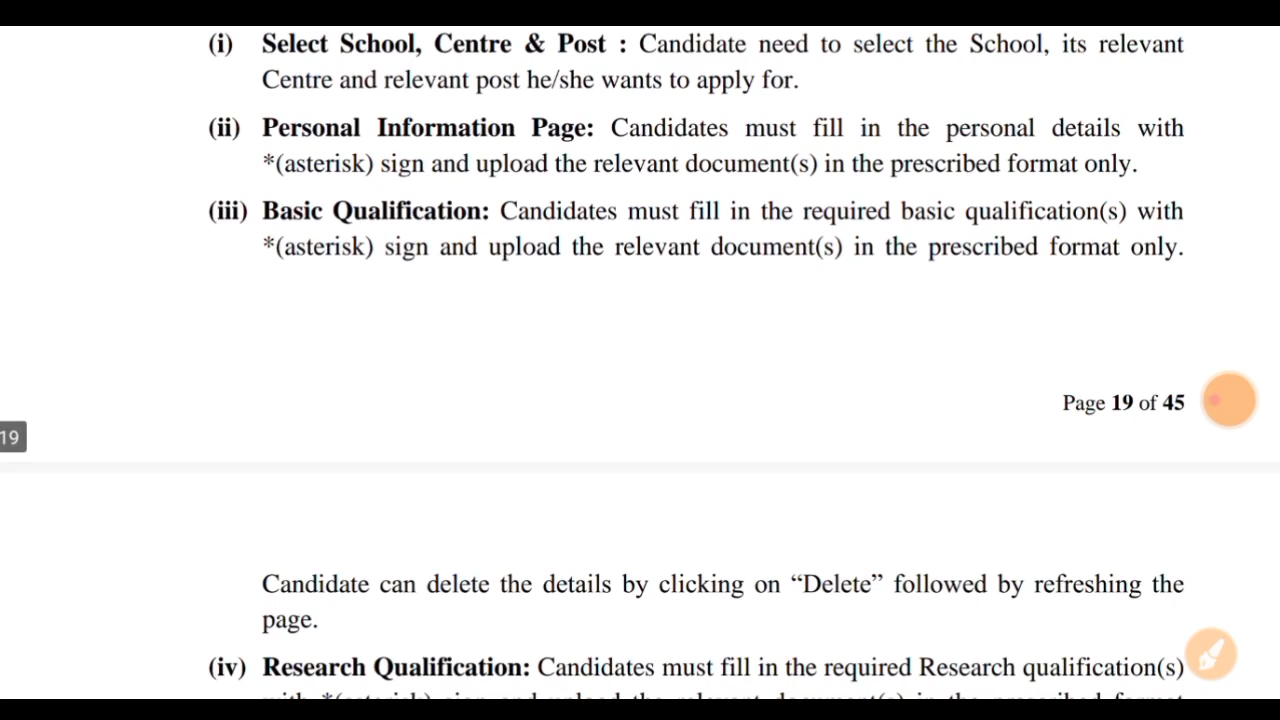 (i) Select School, Centre & Post : Candidate need to select the School, its relevant
Centre and relevant post he/she wants to apply for.
(ii) Personal Information Page: Candidates must fill in the personal details with
*(asterisk) sign and upload the relevant document(s) in the prescribed format only.
(iii) Basic Qualification: Candidates must fill in the required basic qualification(s) with
*(asterisk) sign and upload the relevant document(s) in the prescribed format only.
Page 19 of 45
19
Candidate can delete the details by clicking on “Delete” followed by refreshing the
page.
(iv) Research Qualification: Candidates must fill in the required Research qualification(s)